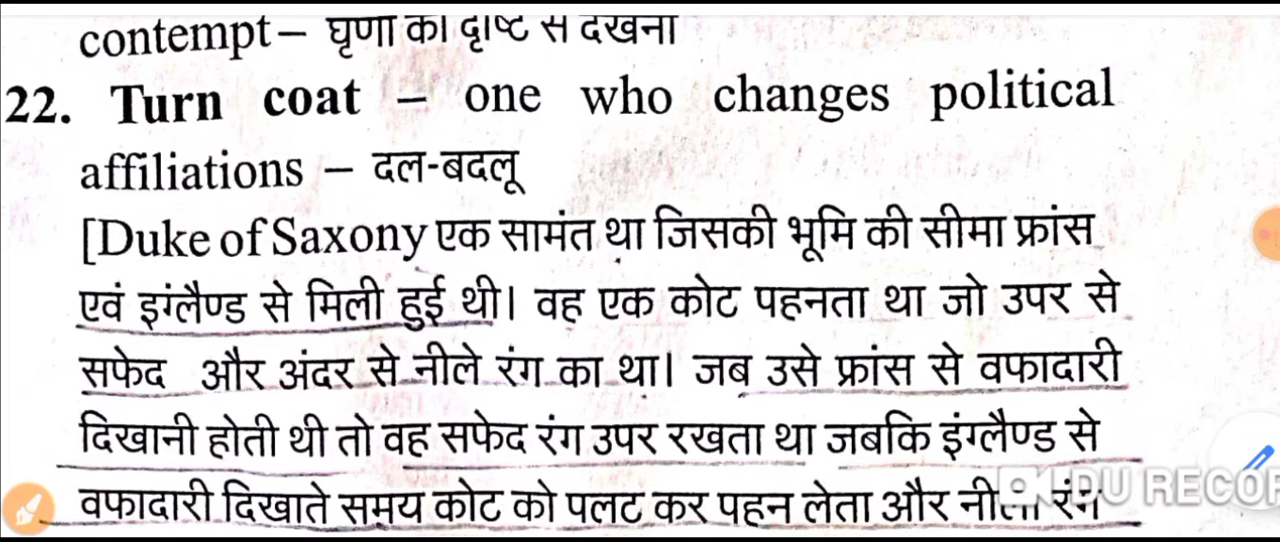 contempt – घृणा की दृष्टि से देखना
22. Turn coat – one who changes political
affiliations – दल-बदलू
[Duke of Saxony एक सामंत था जिसकी भूमि की सीमा फ्रांस
एवं इंग्लैण्ड से मिली हुई थी। वह एक कोट पहनता था जो उपर से
सफेद और अंदर से नीले रंग का था। जब उसे फ्रांस से वफादारी
दिखानी होती थी तो वह सफेद रंग उपर रखता था जबकि इंग्लैण्ड से
वफादारी दिखाते समय कोट को पलट कर पहन लेता और नीला रंग
DU RECOR